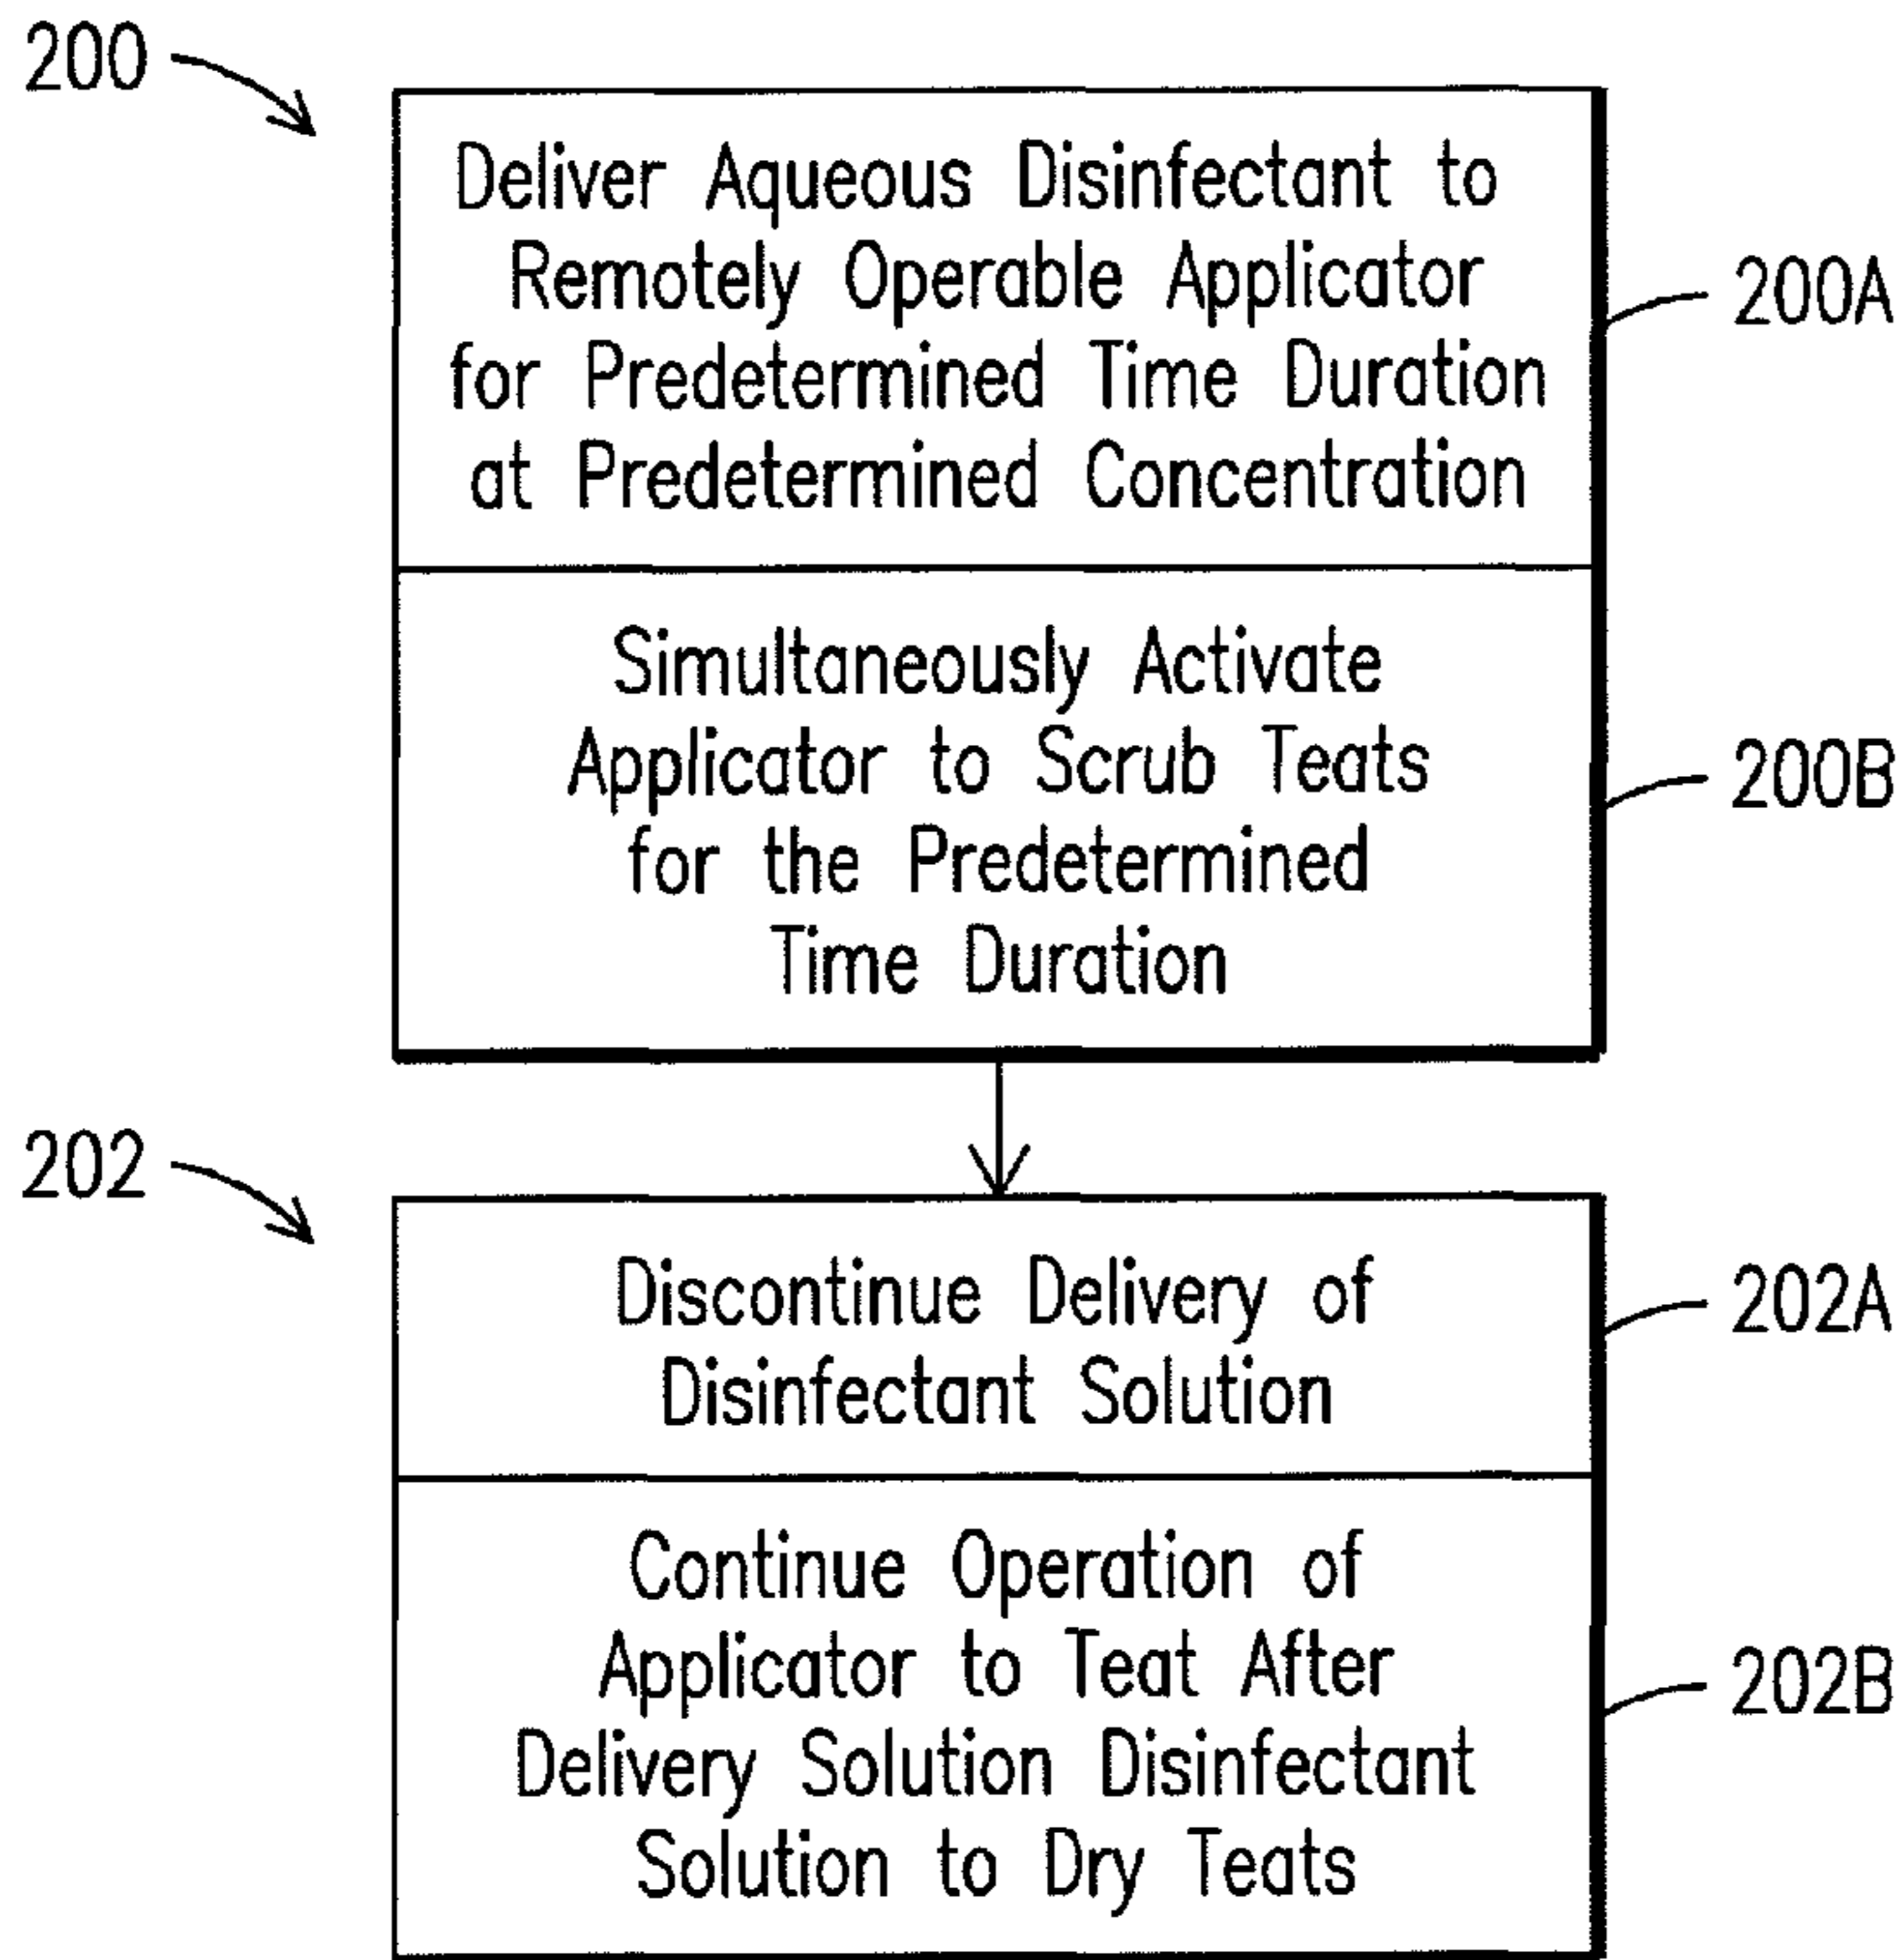 200
Deliver Aqueous Disinfectant to
Remotely Operable Applicator
for Predetermined Time Duration
at Predetermined Concentration
200A
Simultaneously Activate
Applicator to Scrub Teats
for the Predetermined
Time Duration
200B
202
Discontinue Delivery of
Disinfectant Solution
202A
Continue Operation of
Applicator to Teat After
Delivery Solution Disinfectant
Solution to Dry Teats
202B